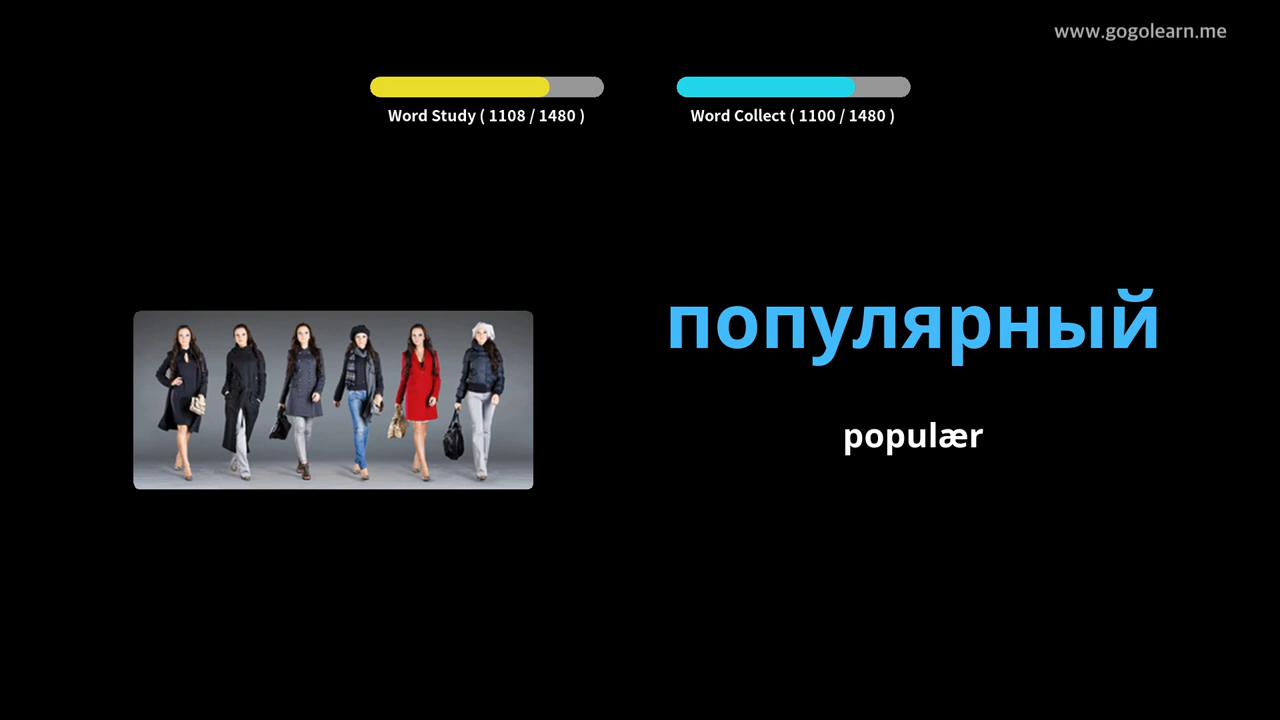 www.gogolearn.me
Word Study ( 1108 / 1480 )
Word Collect ( 1100 / 1480 )
популярный
populær